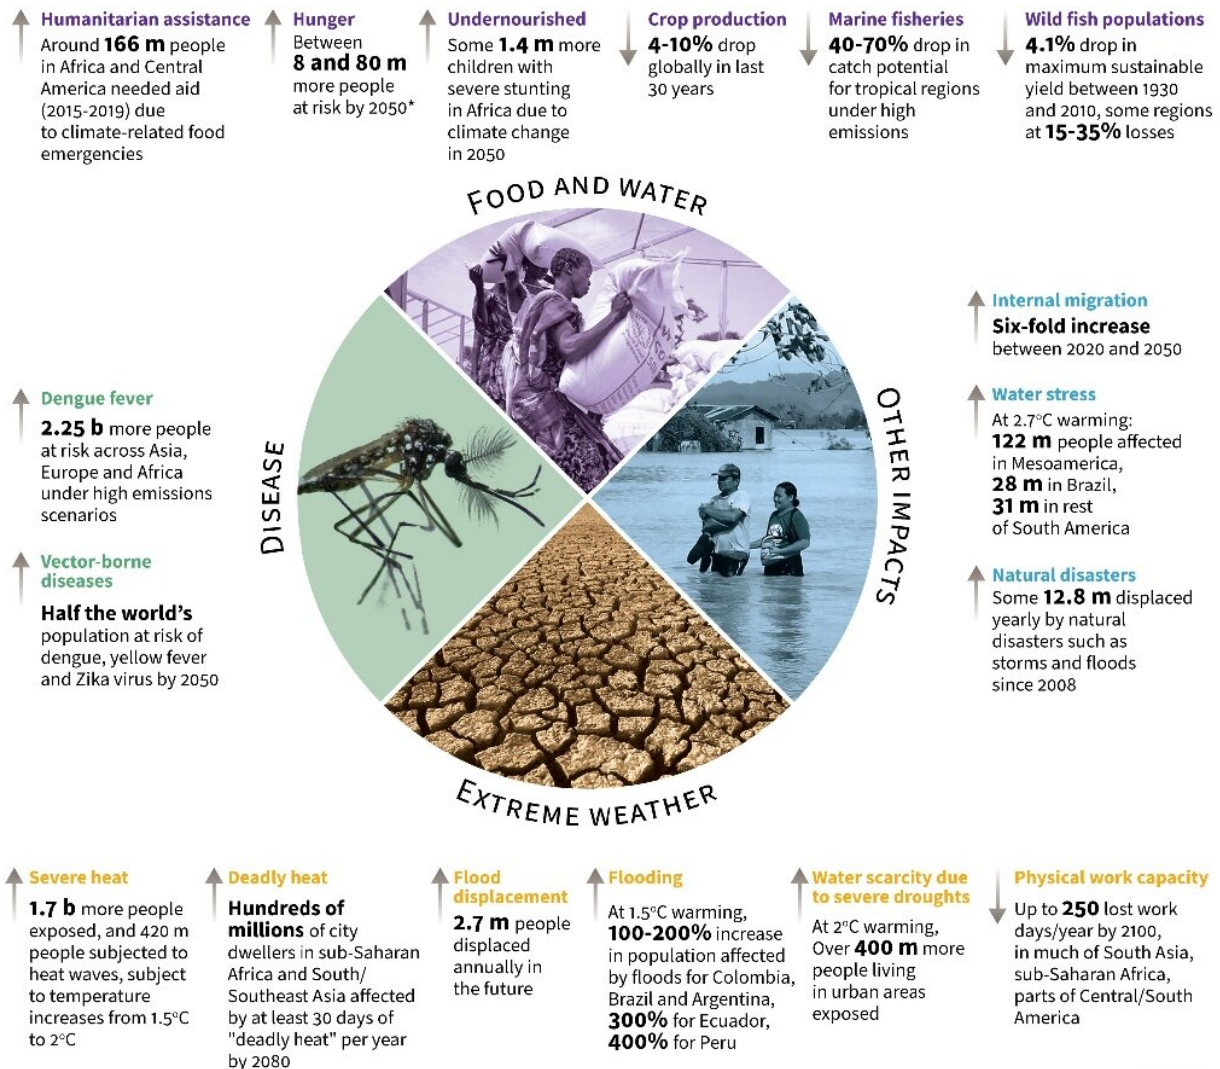 Humanitarian assistance
Around 166 m people
in Africa and Central
America needed aid
(2015-2019) due
to climate-related food
emergencies
Hunger
Between
8 and 80 m
more people
at risk by 2050*
Undernourished
Some 1.4 m more
children with
severe stunting
in Africa due to
climate change
in 2050
Crop production
4-10% drop
globally in last
30 years
Marine fisheries
40-70% drop in
catch potential
for tropical regions
under high
emissions
Wild fish populations
4.1% drop in
maximum sustainable
yield between 1930
and 2010, some regions
at 15-35% losses
FOOD AND WATER
DISEASE
Dengue fever
2.25 b more people
at risk across Asia,
Europe and Africa
under high emissions
scenarios
Vector-borne
diseases
Half the world's
population at risk of
dengue, yellow fever
and Zika virus by 2050
OTHER IMPACTS
Internal migration
Six-fold increase
between 2020 and 2050
Water stress
At 2.7°C warming:
122 m people affected
in Mesoamerica,
28 m in Brazil,
31 m in rest
of South America
Natural disasters
Some 12.8 m displaced
yearly by natural
disasters such as
storms and floods
since 2008
EXTREME WEATHER
Severe heat
1.7 b more people
exposed, and 420 m
people subjected to
heat waves, subject
to temperature
increases from 1.5°C
to 2°C
Deadly heat
Hundreds of
millions of city
dwellers in sub-Saharan
Africa and South/
Southeast Asia affected
by at least 30 days of
"deadly heat" per year
by 2080
Flood
displacement
2.7 m people
displaced
annually in
the future
Flooding
At 1.5°C warming,
100-200% increase
in population affected
by floods for Colombia,
Brazil and Argentina,
300% for Ecuador,
400% for Peru
Water scarcity due
to severe droughts
At 2°C warming,
Over 400 m more
people living
in urban areas
exposed
Physical work capacity
Up to 250 lost work
days/year by 2100,
in much of South Asia,
sub-Saharan Africa,
parts of Central/South
America